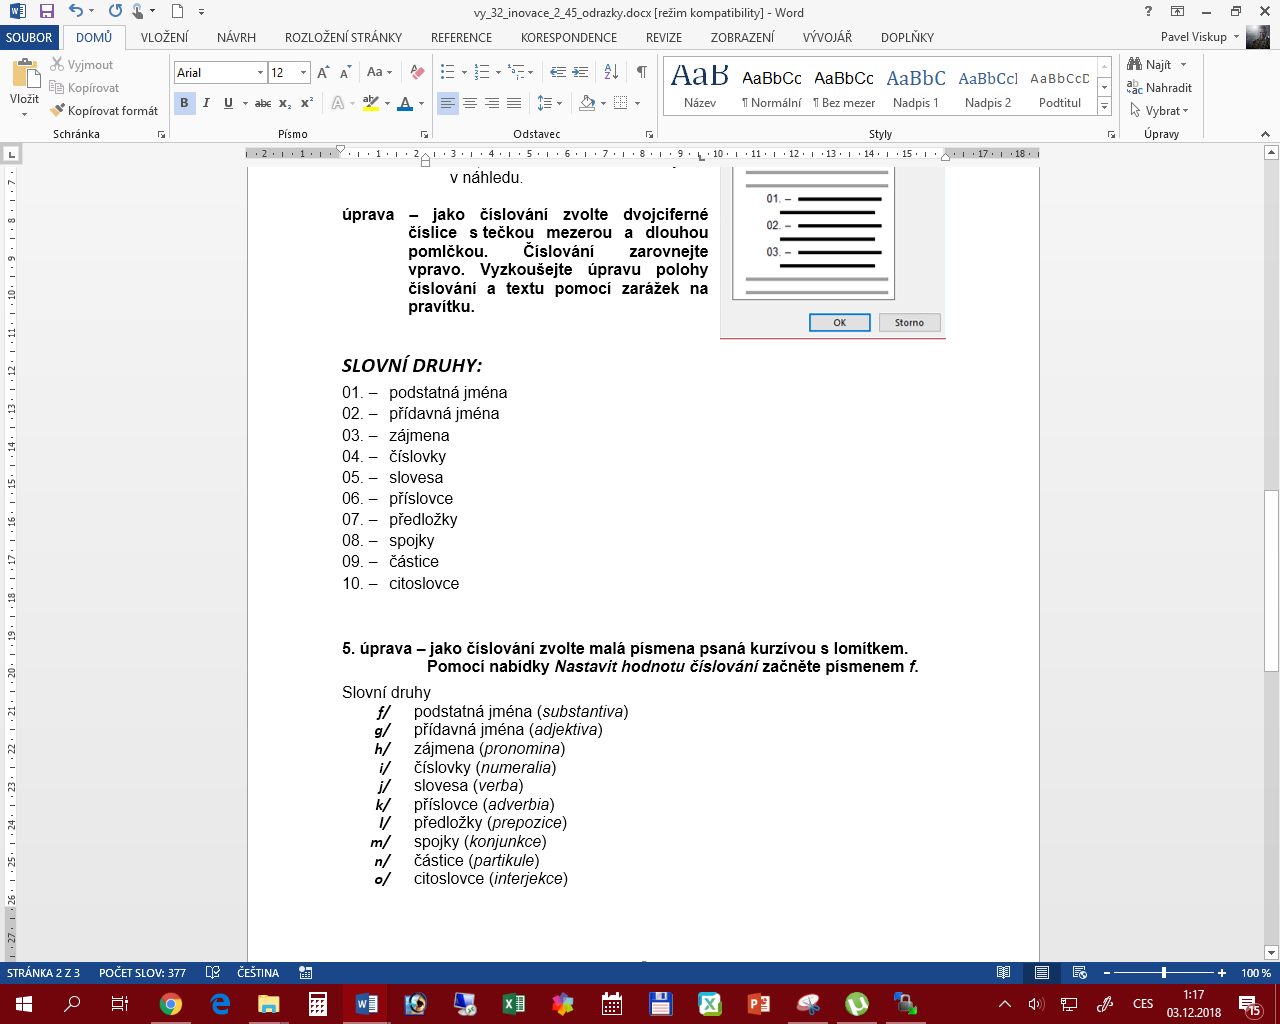 vy_32_inovace_2_45_odrazky.docx [režim kompatibility] - Word
SOUBOR DOMŮ VLOŽENÍ NÁVRH ROZLOŽENÍ STRÁNKY REFERENCE KORESPONDENCE REVIZE ZOBRAZENÍ VÝVOJÁŘ DOPLŇKY Pavel Viskup
Vložit
Vyjmout
Kopírovat
Kopírovat formát
Schránka
Arial 12
Písmo
Odstavec
AaB AaBbCc AaBbCc AaBbC AaBbCcI AaBbCcD
Název ¶ Normální ¶ Bez mezer Nadpis 1 Nadpis 2 Podtitul
Styly
Najít
Nahradit
Vybrat
Úpravy
v náhledu.
úprava – jako číslování zvolte dvojciferné
číslice s tečkou mezerou a dlouhou
pomlčkou. Číslování zarovnejte
vpravo. Vyzkoušejte úpravu polohy
číslování a textu pomocí zarážek na
pravítku.
01. –
02. –
03. –
OK Storno
SLOVNÍ DRUHY:
01. – podstatná jména
02. – přídavná jména
03. – zájmena
04. – číslovky
05. – slovesa
06. – příslovce
07. – předložky
08. – spojky
09. – částice
10. – citoslovce
5. úprava – jako číslování zvolte malá písmena psaná kurzívou s lomítkem.
Pomocí nabídky Nastavit hodnotu číslování začněte písmenem f.
Slovní druhy
f/ podstatná jména (substantiva)
g/ přídavná jména (adjektiva)
h/ zájmena (pronomina)
i/ číslovky (numeralia)
j/ slovesa (verba)
k/ příslovce (adverbia)
l/ předložky (prepozice)
m/ spojky (konjunkce)
n/ částice (partikule)
o/ citoslovce (interjekce)
STRÁNKA 2 Z 3 POČET SLOV: 377 ČEŠTINA 100 %
CES 1:17
03.12.2018
15